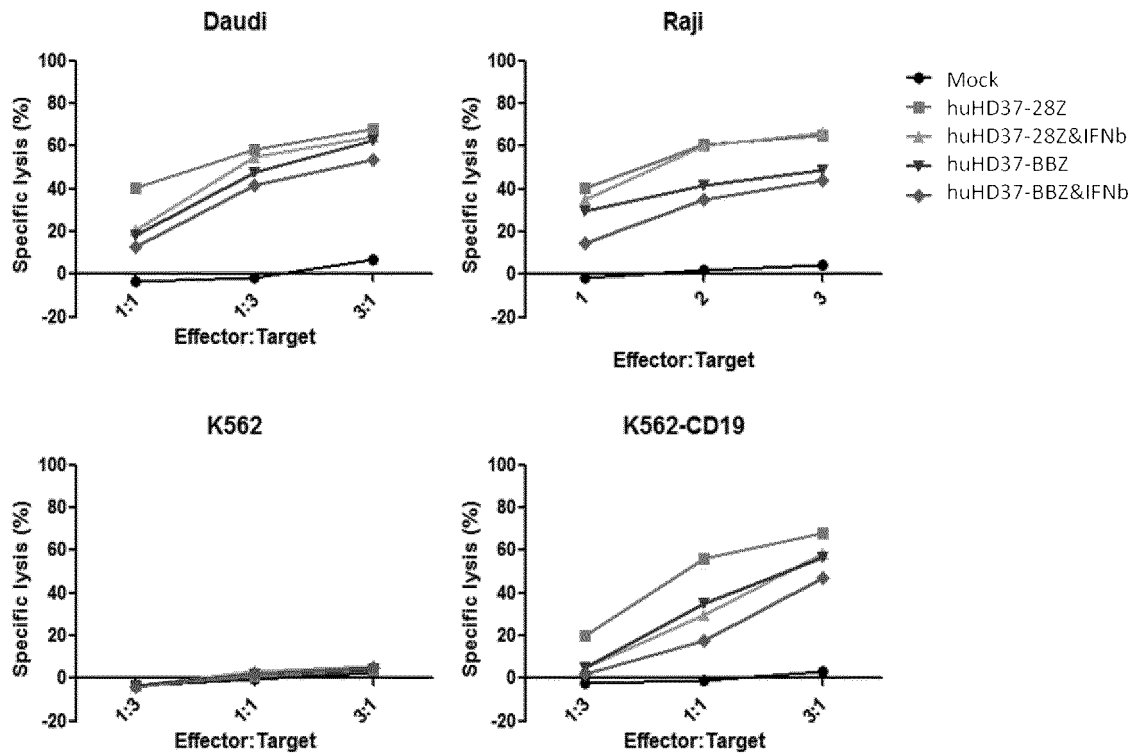 Daudi
Specific lysis (%)
100
80
60
40
20
0
-20
1:1
1:3
3:1
Effector:Target
Raji
Specific lysis (%)
100
80
60
40
20
0
-20
1
2
3
Effector:Target
Mock
huHD37-28Z
huHD37-28Z&IFNb
huHD37-BBZ
huHD37-BBZ&IFNb
K562
Specific lysis (%)
100
80
60
40
20
0
-20
1:3
1:1
3:1
Effector:Target
K562-CD19
Specific lysis (%)
100
80
60
40
20
0
-20
1:3
1:1
3:1
Effector:Target